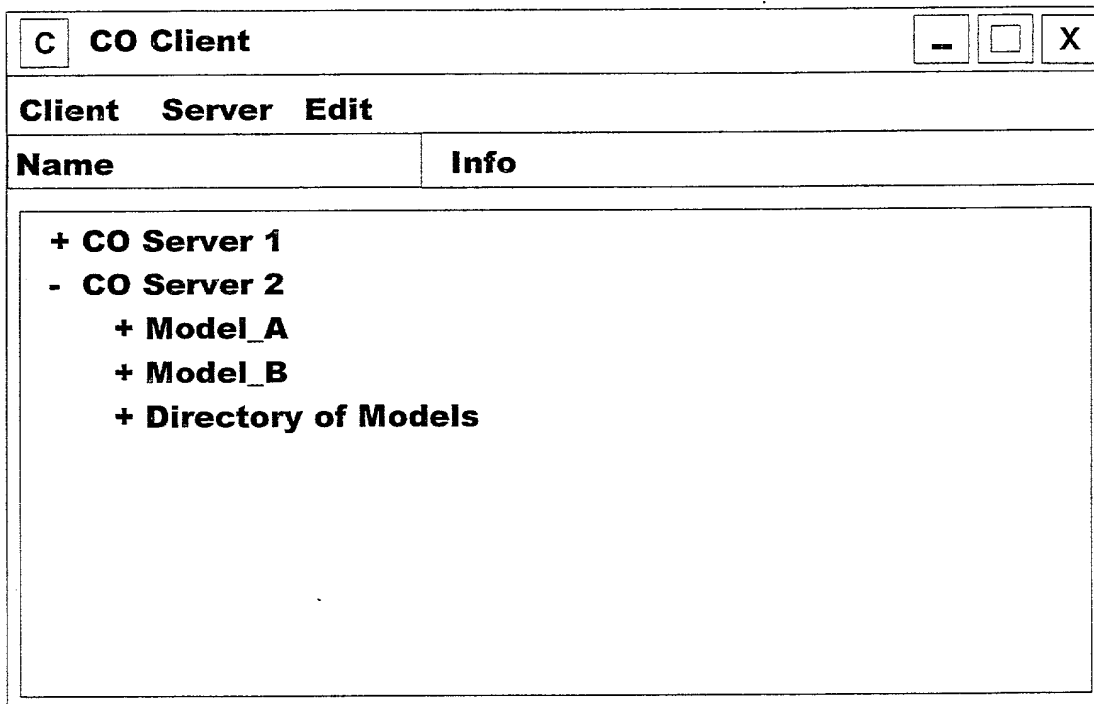 C CO Client -- X
Client Server Edit
Name Info
+ CO Server 1
- CO Server 2
+ Model_A
+ Model_B
+ Directory of Models